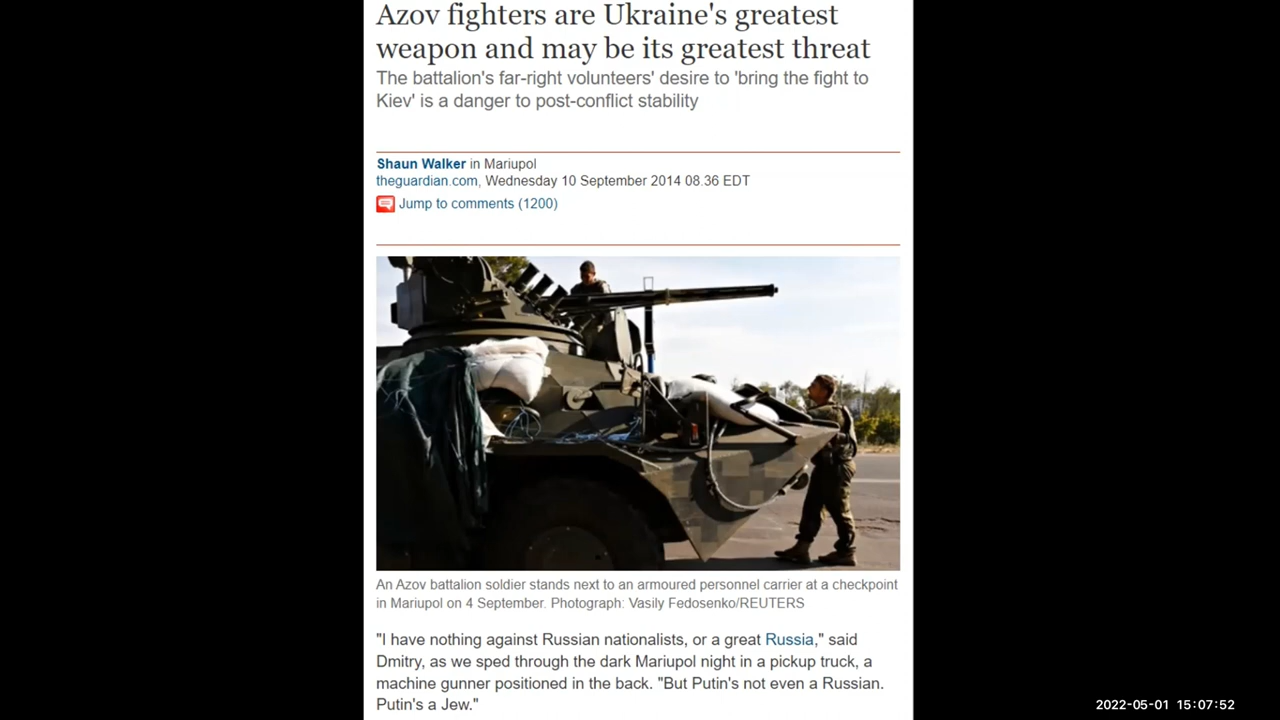 Azov fighters are Ukraine's greatest
weapon and may be its greatest threat
The battalion's far-right volunteers' desire to 'bring the fight to
Kiev' is a danger to post-conflict stability
Shaun Walker in Mariupol
theguardian.com, Wednesday 10 September 2014 08.36 EDT
Jump to comments (1200)
An Azov battalion soldier stands next to an armoured personnel carrier at a checkpoint
in Mariupol on 4 September. Photograph: Vasily Fedosenko/REUTERS
"I have nothing against Russian nationalists, or a great Russia," said
Dmitry, as we sped through the dark Mariupol night in a pickup truck, a
machine gunner positioned in the back. "But Putin's not even a Russian.
Putin's a Jew."
2022-05-01 15:07:52